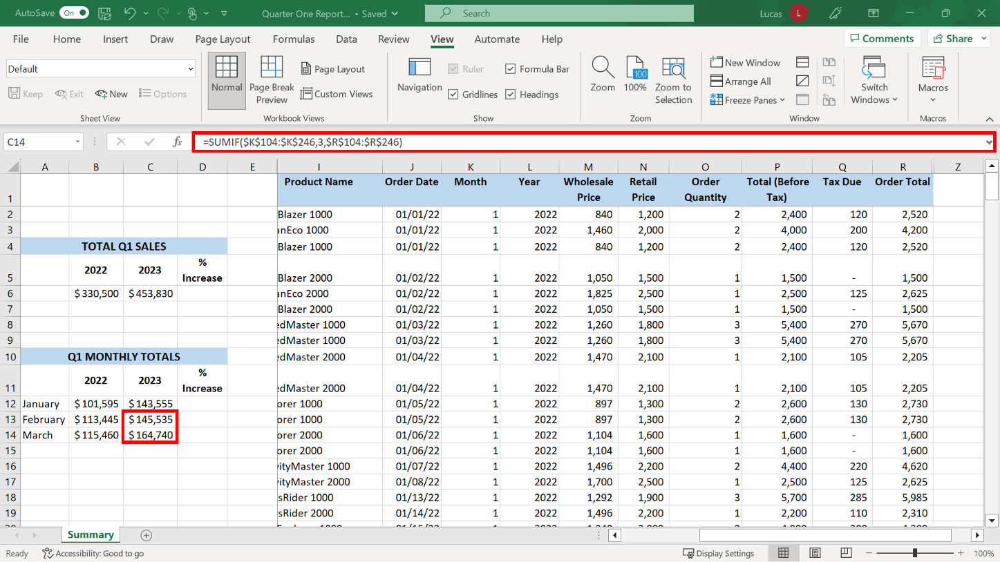 AutoSave On Quarter One Report... • Saved Search Lucas L
File Home Insert Draw Page Layout Formulas Data Review View Automate Help Comments Share
Default
Keep Exit New Options
Sheet View
Normal Page Break Preview Page Layout Custom Views
Workbook Views
Navigation Ruler Formula Bar Gridlines Headings
Show
Zoom 100 100% Zoom to Selection
Zoom
New Window Arrange All Freeze Panes Switch Windows
Window
Macros
Macros
C14 fx =SUMIF($K$104:$K$246,3,$R$104:$R$246)
A B C D E I J K L M N O P Q R Z
1 Product Name Order Date Month Year Wholesale Price Retail Price Order Quantity Total (Before Tax) Tax Due Order Total
2 Blazer 1000 01/01/22 1 2022 840 1,200 2 2,400 120 2,520
3 anEco 1000 01/01/22 1 2022 1,460 2,000 2 4,000 200 4,200
4 TOTAL Q1 SALES Blazer 1000 01/01/22 1 2022 840 1,200 2 2,400 120 2,520
5 2022 2023 % Increase Blazer 2000 01/02/22 1 2022 1,050 1,500 1 1,500 - 1,500
6 $ 330,500 $ 453,830 anEco 2000 01/02/22 1 2022 1,825 2,500 1 2,500 125 2,625
7 Blazer 2000 01/02/22 1 2022 1,050 1,500 1 1,500 - 1,500
8 edMaster 1000 01/03/22 1 2022 1,260 1,800 3 5,400 270 5,670
9 edMaster 1000 01/03/22 1 2022 1,260 1,800 3 5,400 270 5,670
10 Q1 MONTHLY TOTALS edMaster 2000 01/04/22 1 2022 1,470 2,100 1 2,100 105 2,205
11 2022 2023 % Increase edMaster 2000 01/04/22 1 2022 1,470 2,100 1 2,100 105 2,205
12 January $ 101,595 $ 143,555 orer 1000 01/05/22 1 2022 897 1,300 2 2,600 130 2,730
13 February $ 113,445 $ 145,535 orer 1000 01/05/22 1 2022 897 1,300 2 2,600 130 2,730
14 March $ 115,460 $ 164,740 orer 2000 01/06/22 1 2022 1,104 1,600 1 1,600 - 1,600
15 orer 2000 01/06/22 1 2022 1,104 1,600 1 1,600 - 1,600
16 vityMaster 1000 01/07/22 1 2022 1,496 2,200 2 4,400 220 4,620
17 vityMaster 2000 01/08/22 1 2022 1,700 2,500 1 2,500 125 2,625
18 sRider 1000 01/13/22 1 2022 1,292 1,900 3 5,700 285 5,985
19 sRider 2000 01/14/22 1 2022 1,496 2,200 1 2,200 110 2,310
Summary
Ready Accessibility: Good to go Display Settings 100%